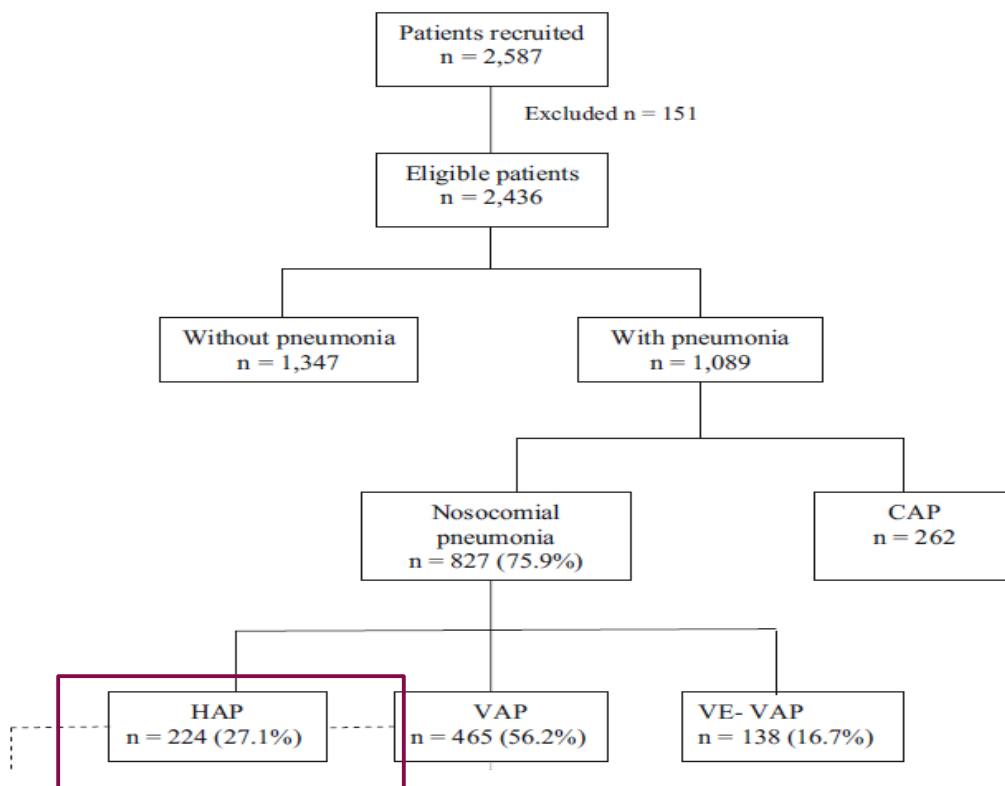 Patients recruited
n = 2,587
Excluded n = 151
Eligible patients
n = 2,436
Without pneumonia
n = 1,347
With pneumonia
n = 1,089
Nosocomial
pneumonia
n = 827 (75.9%)
CAP
n = 262
HAP
n = 224 (27.1%)
VAP
n = 465 (56.2%)
VE- VAP
n = 138 (16.7%)